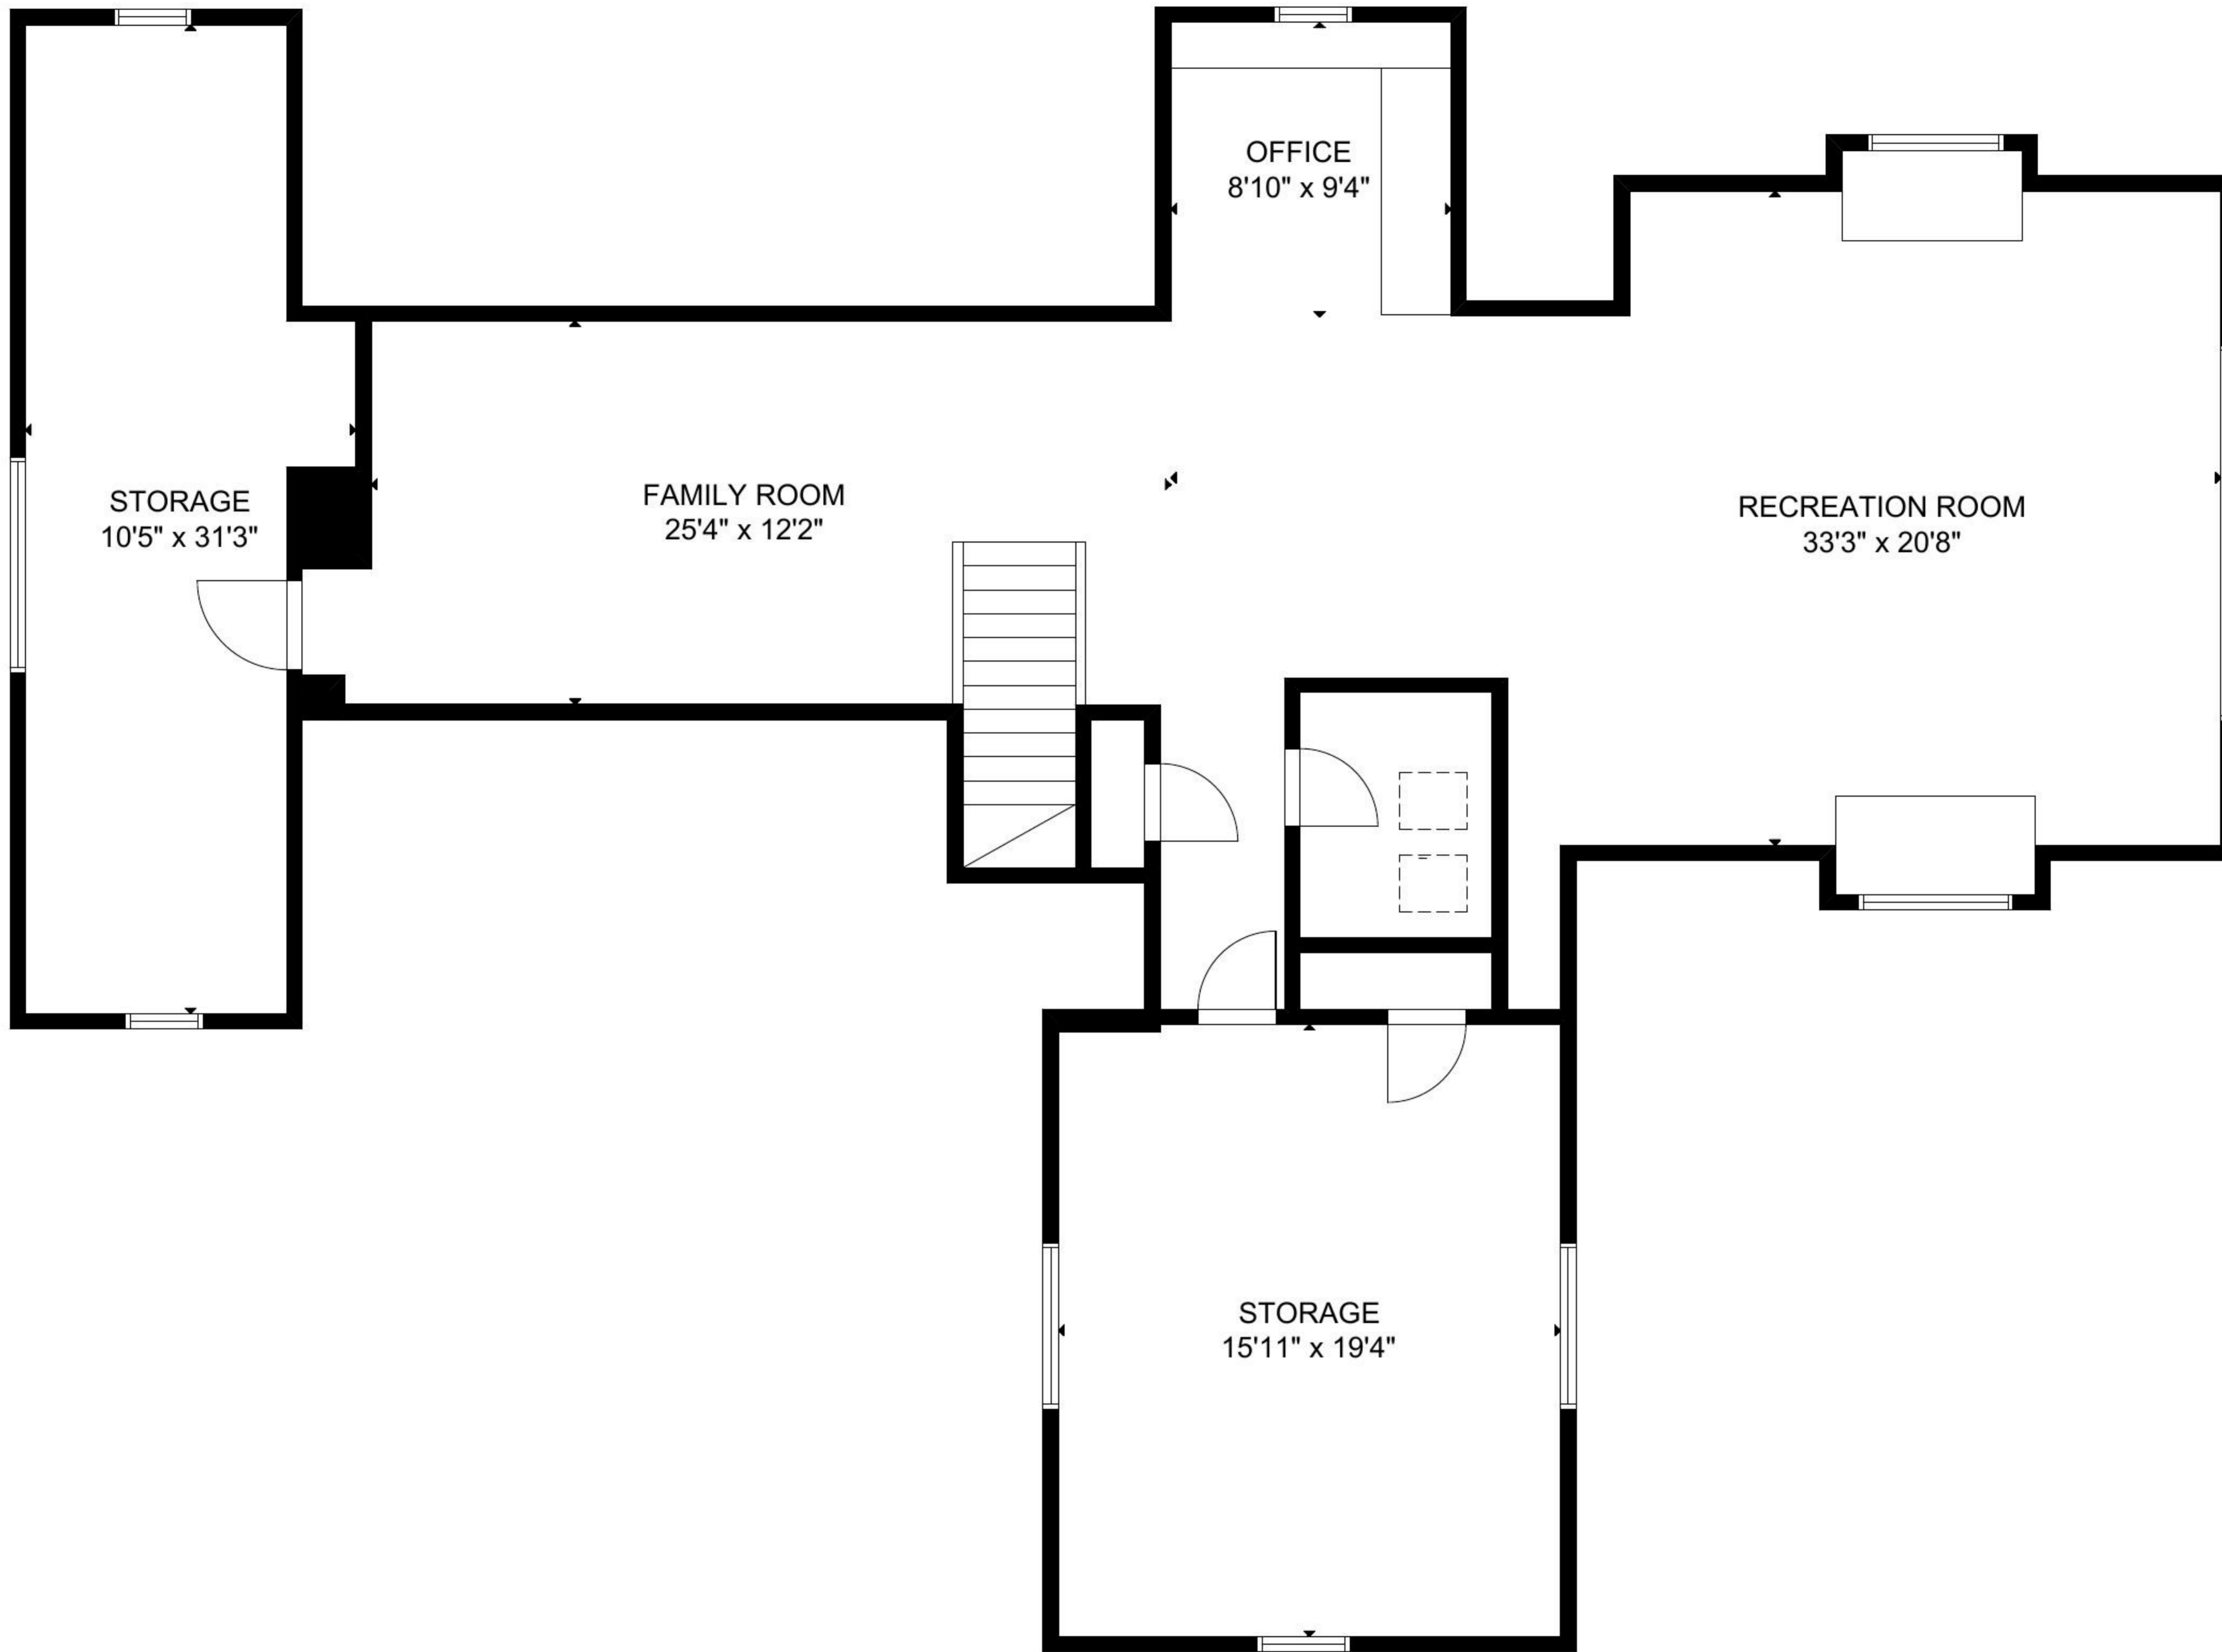 OFFICE
8'10" x 9'4"
STORAGE
10'5" x 31'3"
FAMILY ROOM
25'4" x 12'2"
RECREATION ROOM
33'3" x 20'8"
STORAGE
15'11" x 19'4"